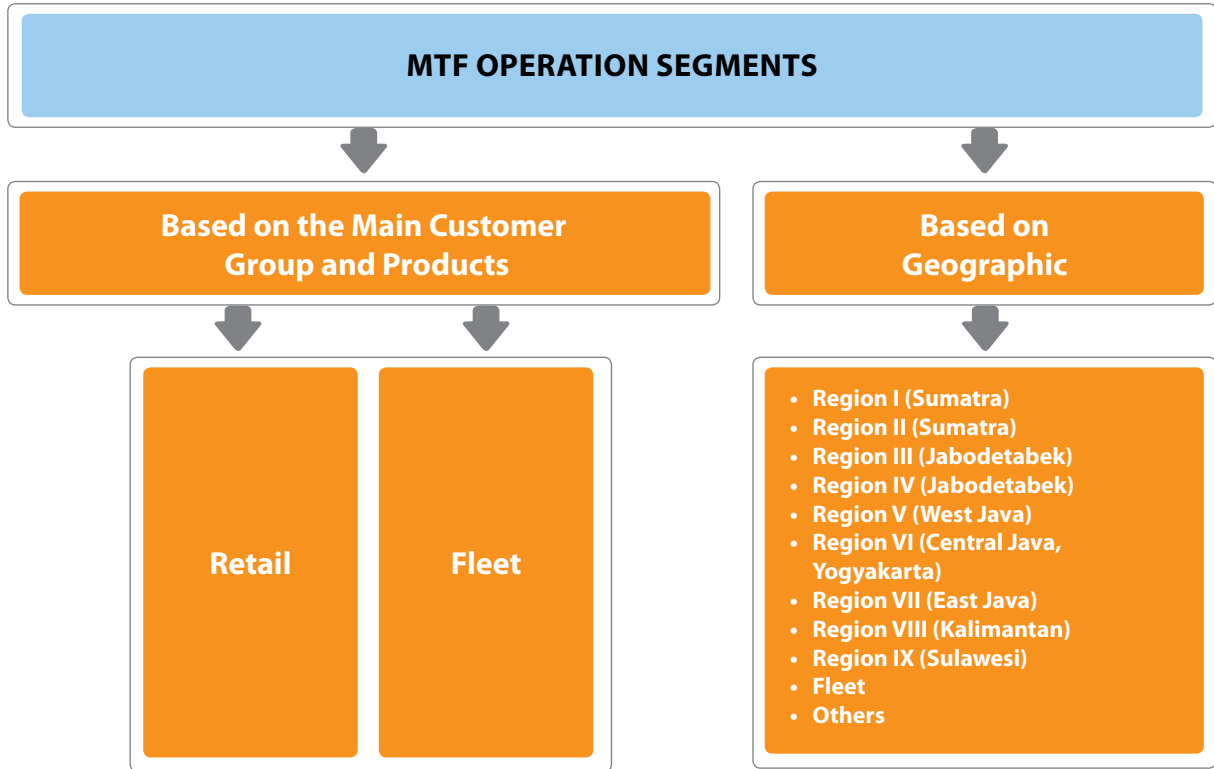 MTF OPERATION SEGMENTS
Based on the Main Customer
Group and Products
Based on
Geographic
Retail
Fleet
• Region I (Sumatra)
• Region II (Sumatra)
• Region III (Jabodetabek)
• Region IV (Jabodetabek)
• Region V (West Java)
• Region VI (Central Java,
Yogyakarta)
• Region VII (East Java)
• Region VIII (Kalimantan)
• Region IX (Sulawesi)
• Fleet
• Others